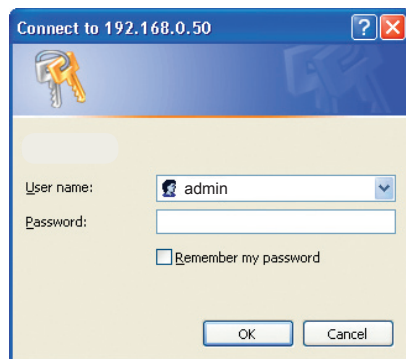 Connect to 192.168.0.50
User name:
admin
Password:
Remember my password
OK
Cancel